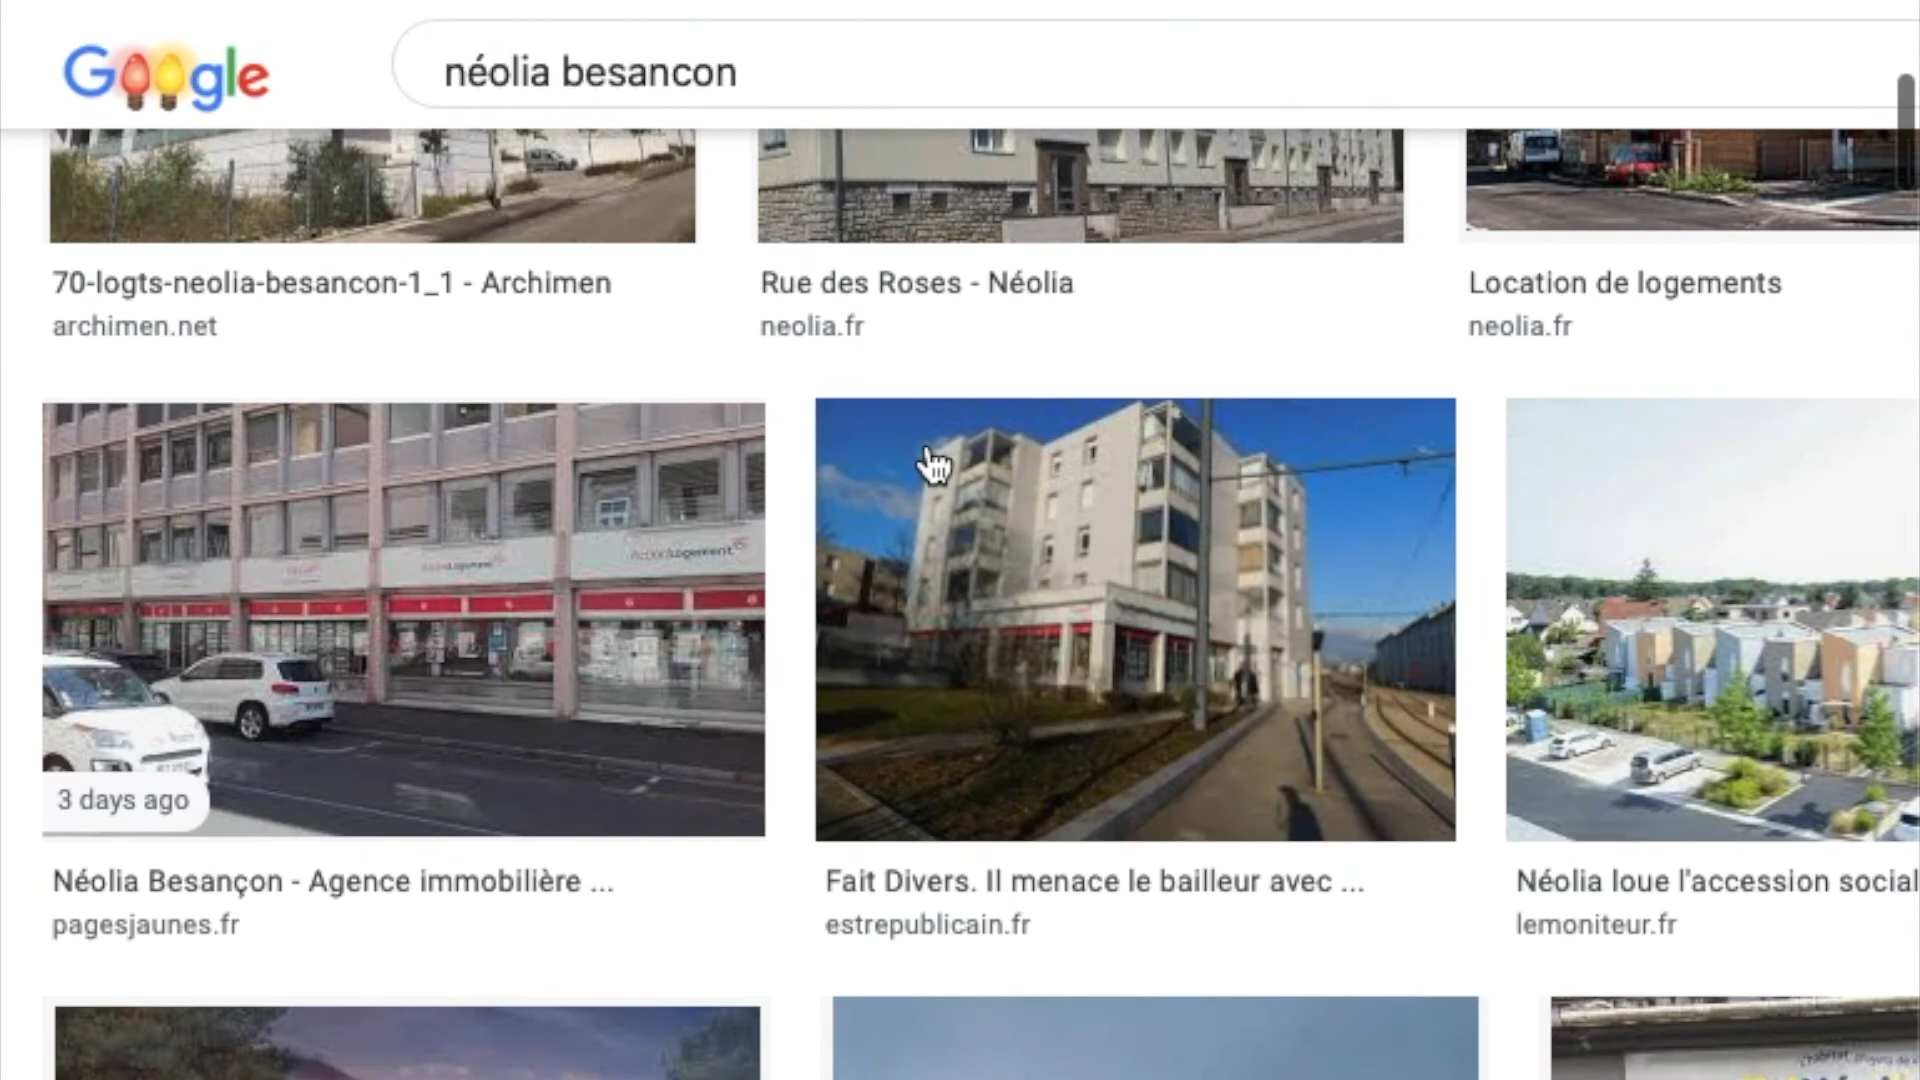 Google
néolia besancon
70-logts-neolia-besancon-1_1 - Archimen
archimen.net
Rue des Roses - Néolia
neolia.fr
Location de logements
neolia.fr
ActionLogement
3 days ago
Néolia Besançon - Agence immobilière ...
pagesjaunes.fr
Fait Divers. Il menace le bailleur avec ...
estrepublicain.fr
Néolia loue l'accession social
lemoniteur.fr